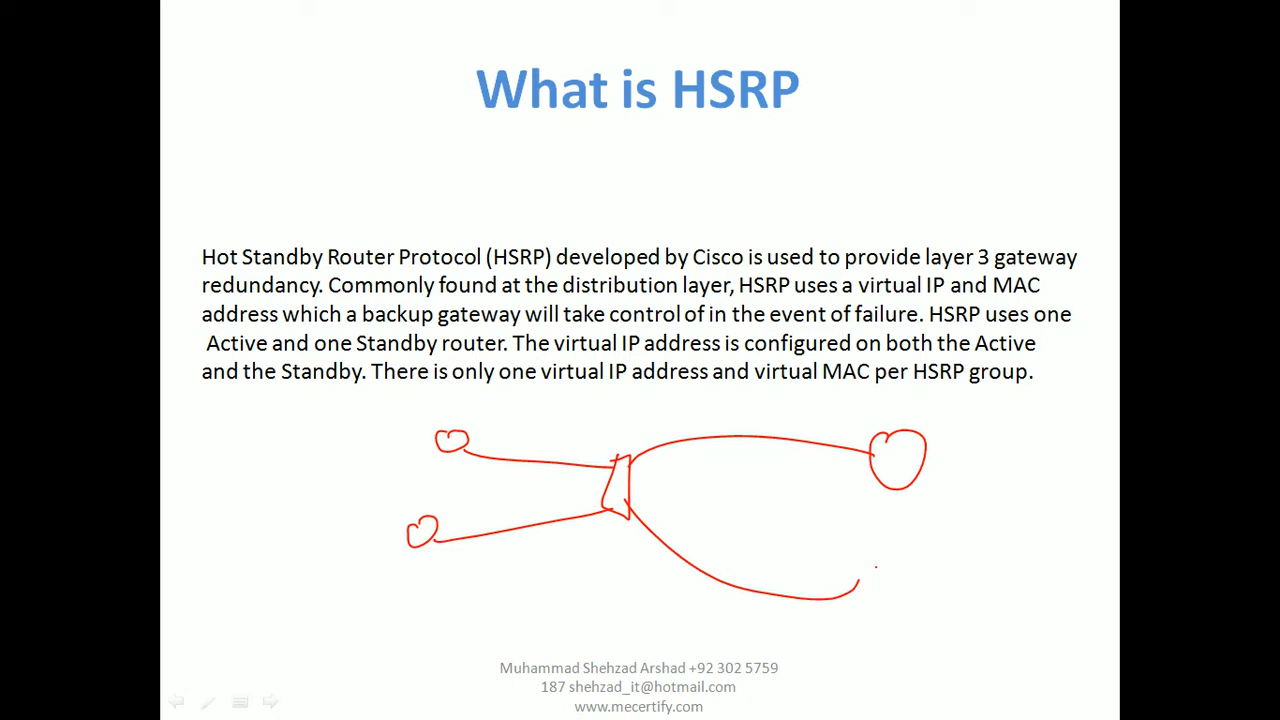 What is HSRP
Hot Standby Router Protocol (HSRP) developed by Cisco is used to provide layer 3 gateway
redundancy. Commonly found at the distribution layer, HSRP uses a virtual IP and MAC
address which a backup gateway will take control of in the event of failure. HSRP uses one
Active and one Standby router. The virtual IP address is configured on both the Active
and the Standby. There is only one virtual IP address and virtual MAC per HSRP group.
Muhammad Shehzad Arshad +92 302 5759
187 shehzad_it@hotmail.com
www.mecertify.com